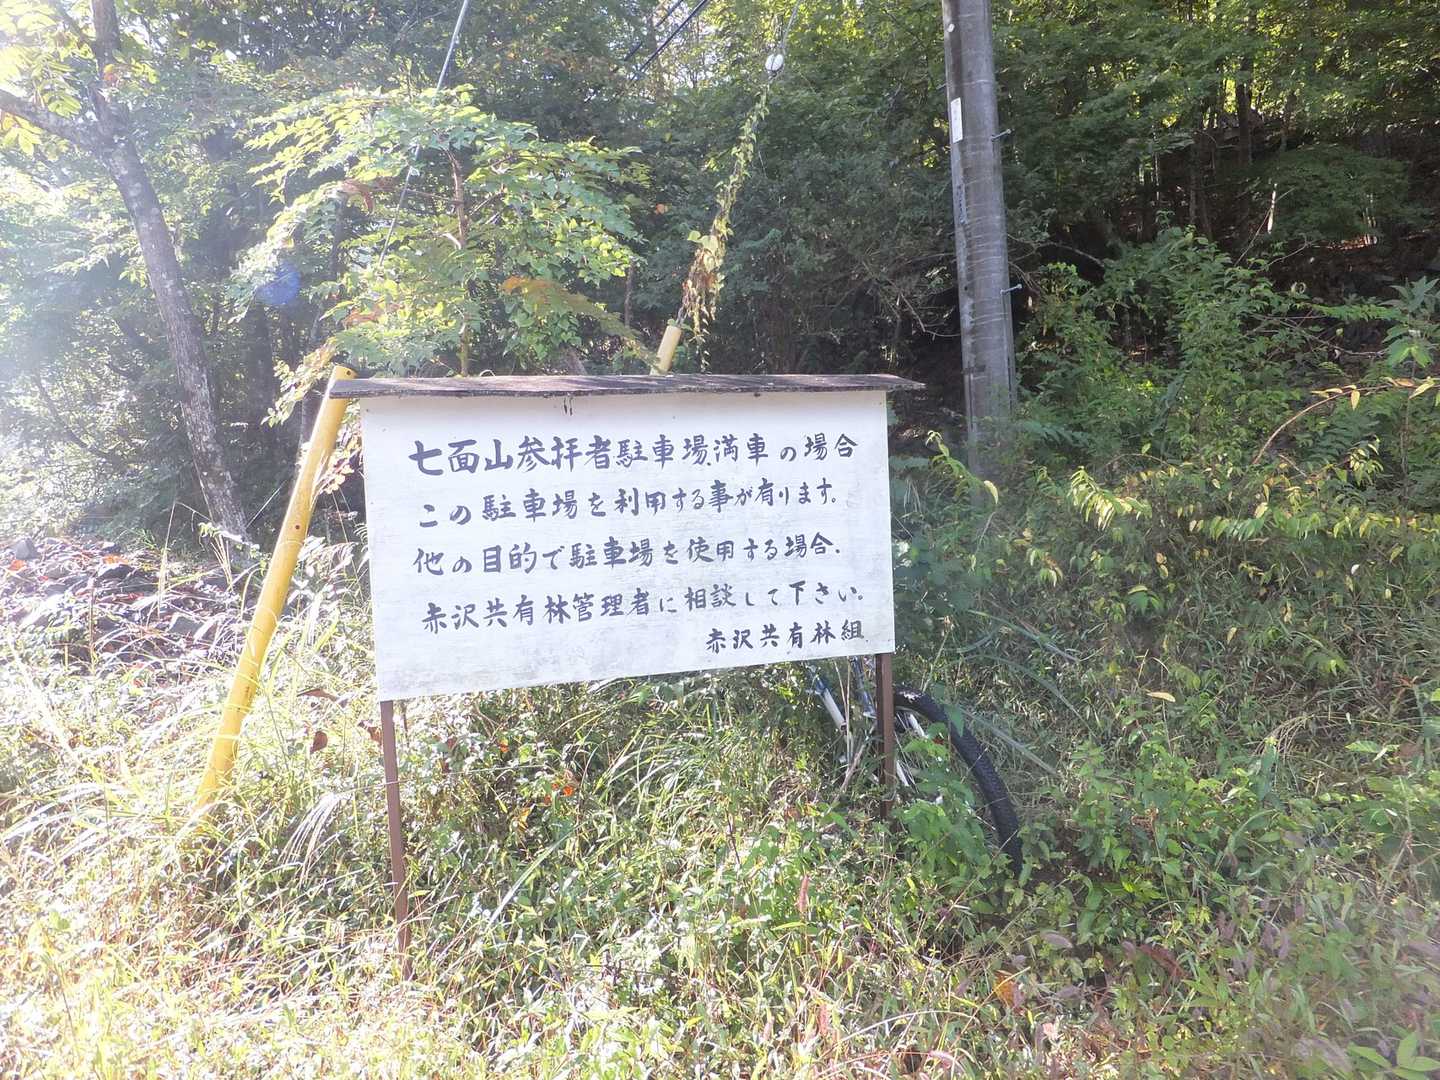 七面山参拝者駐車場、満車の場合
この駐車場を利用する事が有ります。
他の目的で駐車場を使用する場合、
赤沢共有林管理者に相談して下さい。
赤沢共有林組